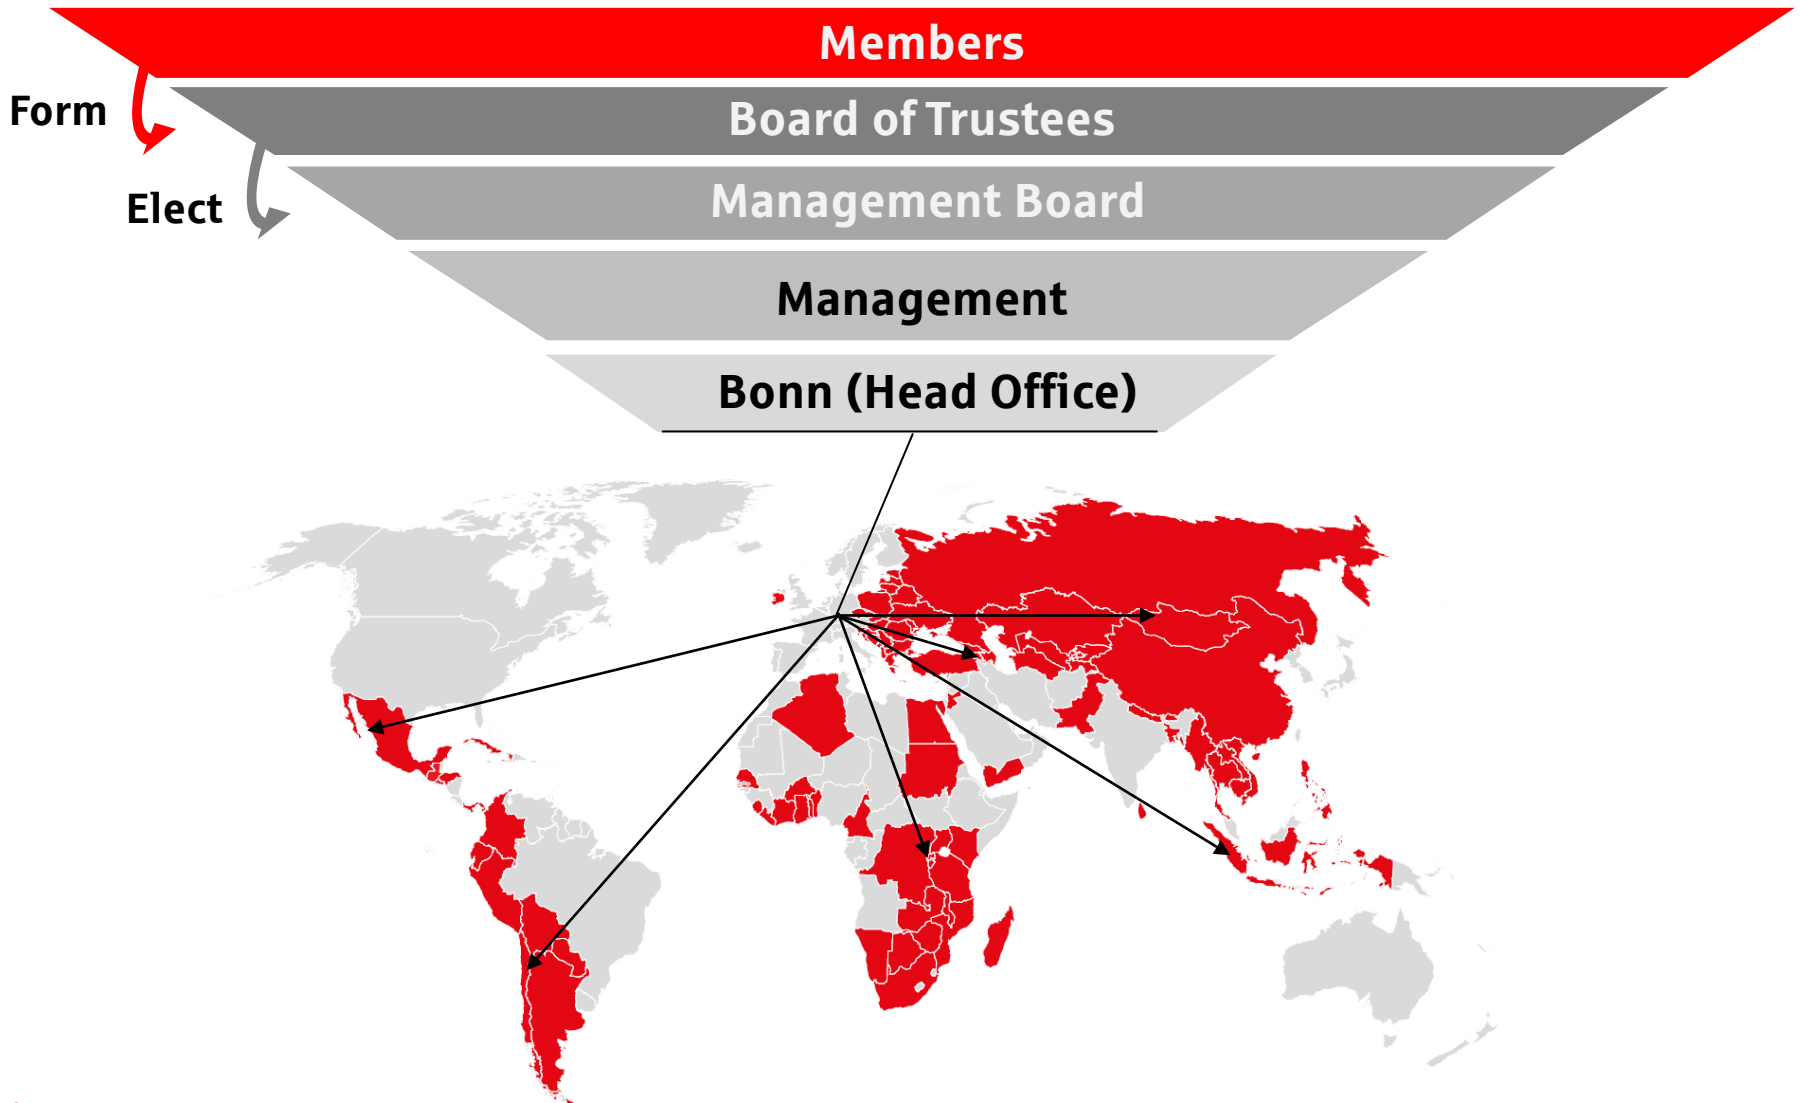 Members
Form
Board of Trustees
Elect
Management Board
Management
Bonn (Head Office)